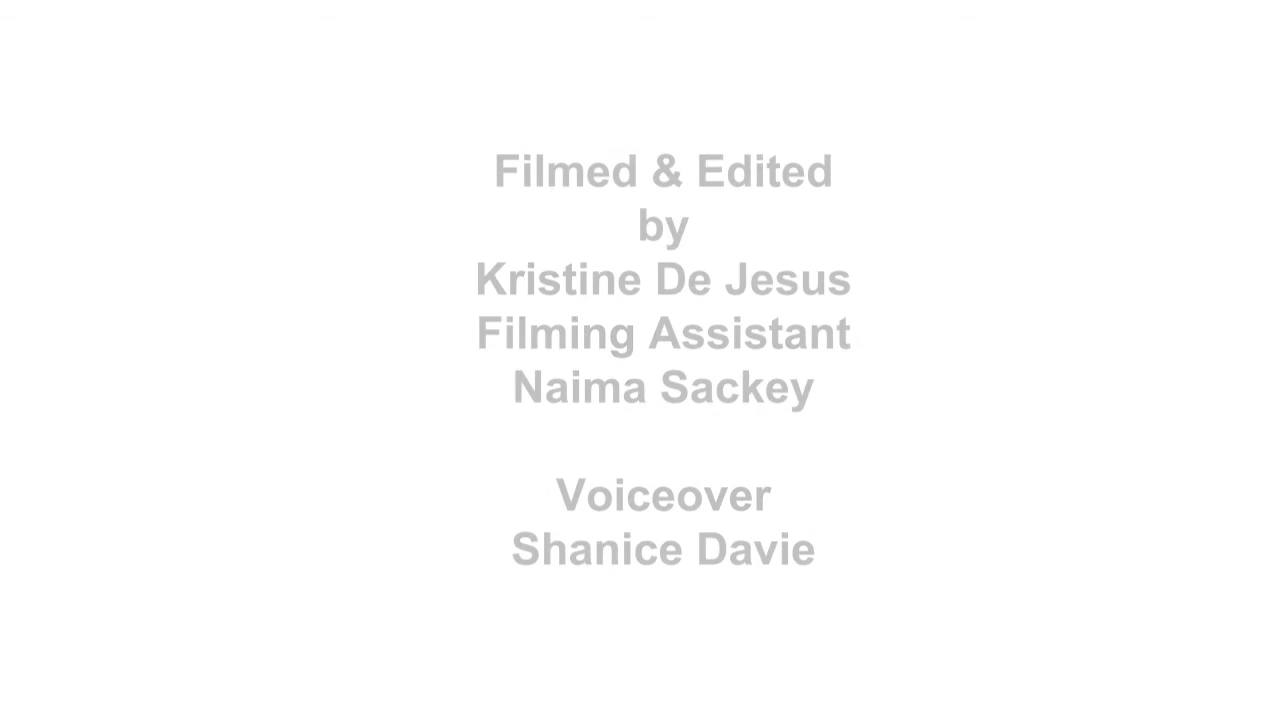 Filmed & Edited
by
Kristine De Jesus
Filming Assistant
Naima Sackey
Voiceover
Shanice Davie